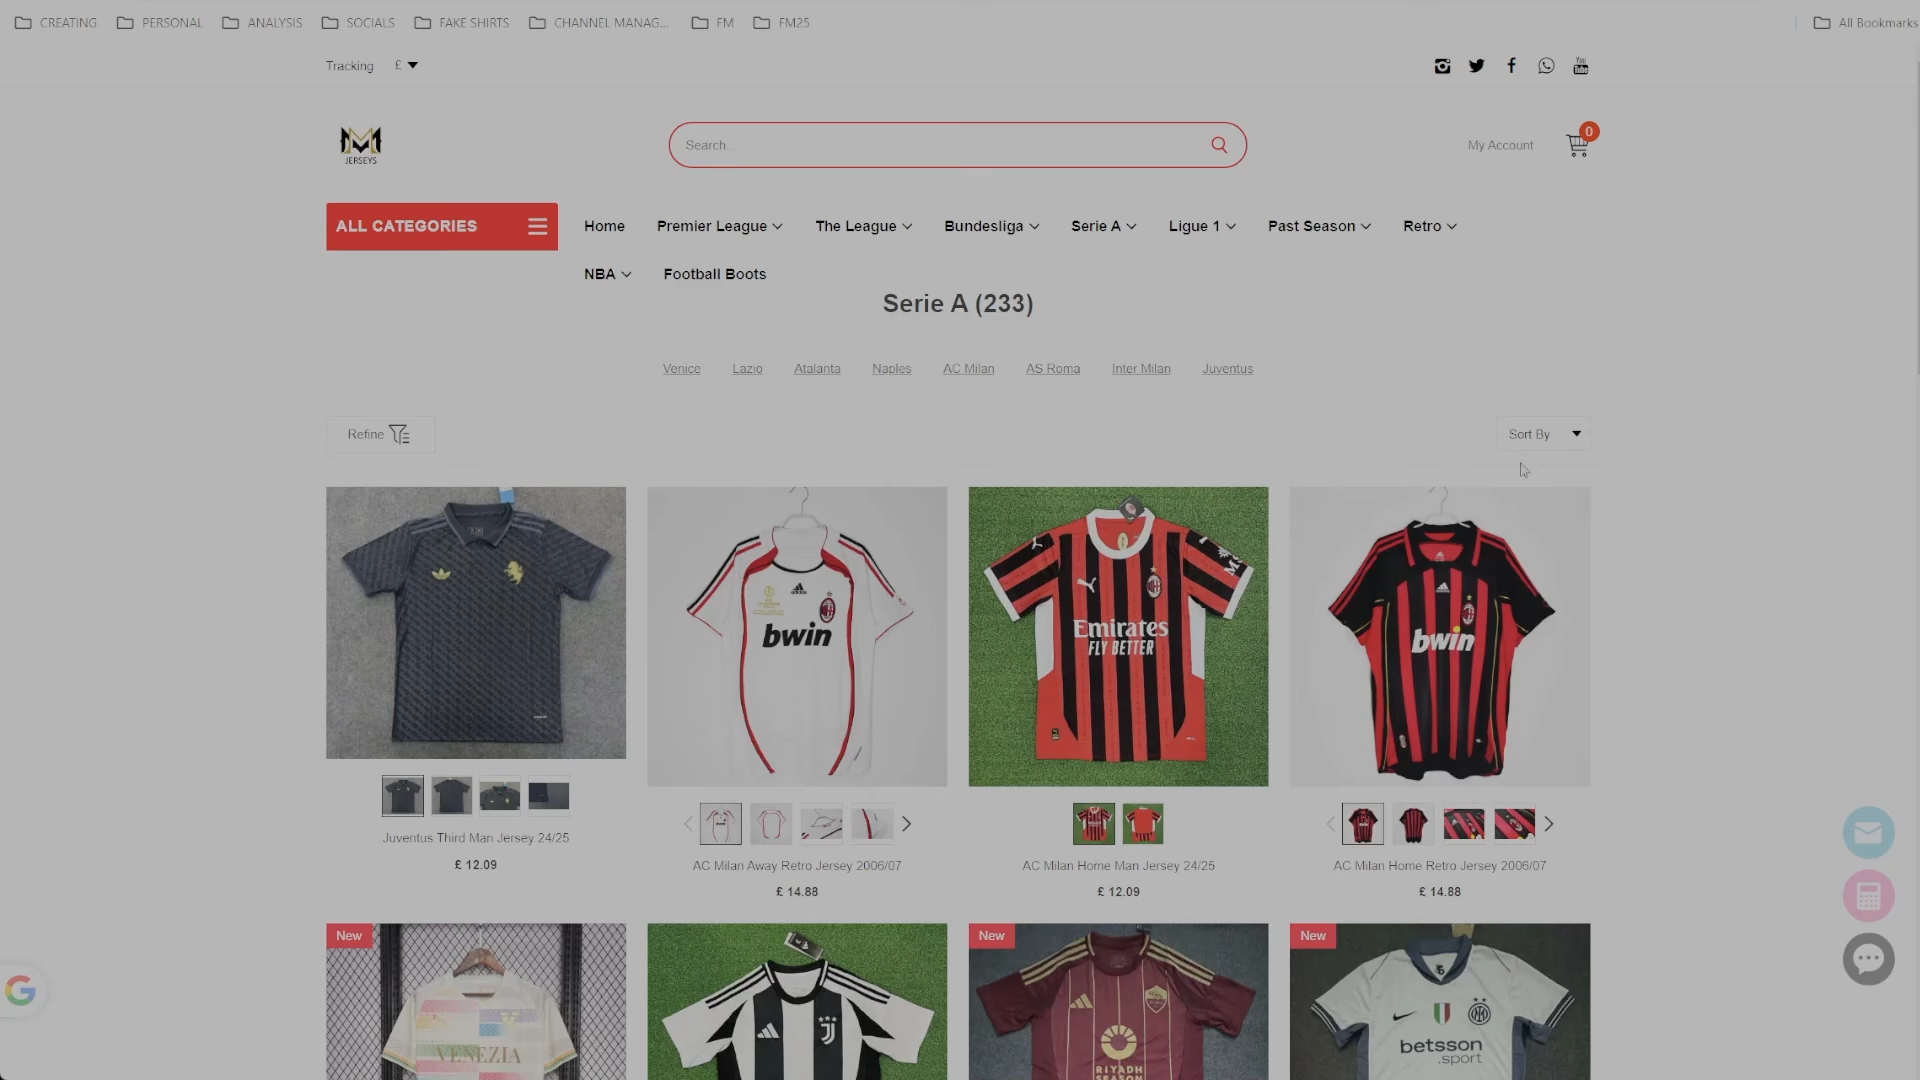 CREATING PERSONAL ANALYSIS SOCIALS FAKE SHIRTS CHANNEL MANAG... FM FM25 All Bookmarks
Tracking £
You Tube
M JERSEYS
Search...
My Account
0
ALL CATEGORIES
Home Premier League The League Bundesliga Serie A Ligue 1 Past Season Retro
NBA Football Boots
Serie A (233)
Venice Lazio Atalanta Naples AC Milan AS Roma Inter Milan Juventus
Refine
Sort By
bwin
Emirates
FLY BETTER
bwin
Juventus Third Man Jersey 24/25
£ 12.09
AC Milan Away Retro Jersey 2006/07
£ 14.88
AC Milan Home Man Jersey 24/25
£ 12.09
AC Milan Home Retro Jersey 2006/07
£ 14.88
New
VENEZIA
New
RIYADH
SEASON
New
betsson
.sport
G